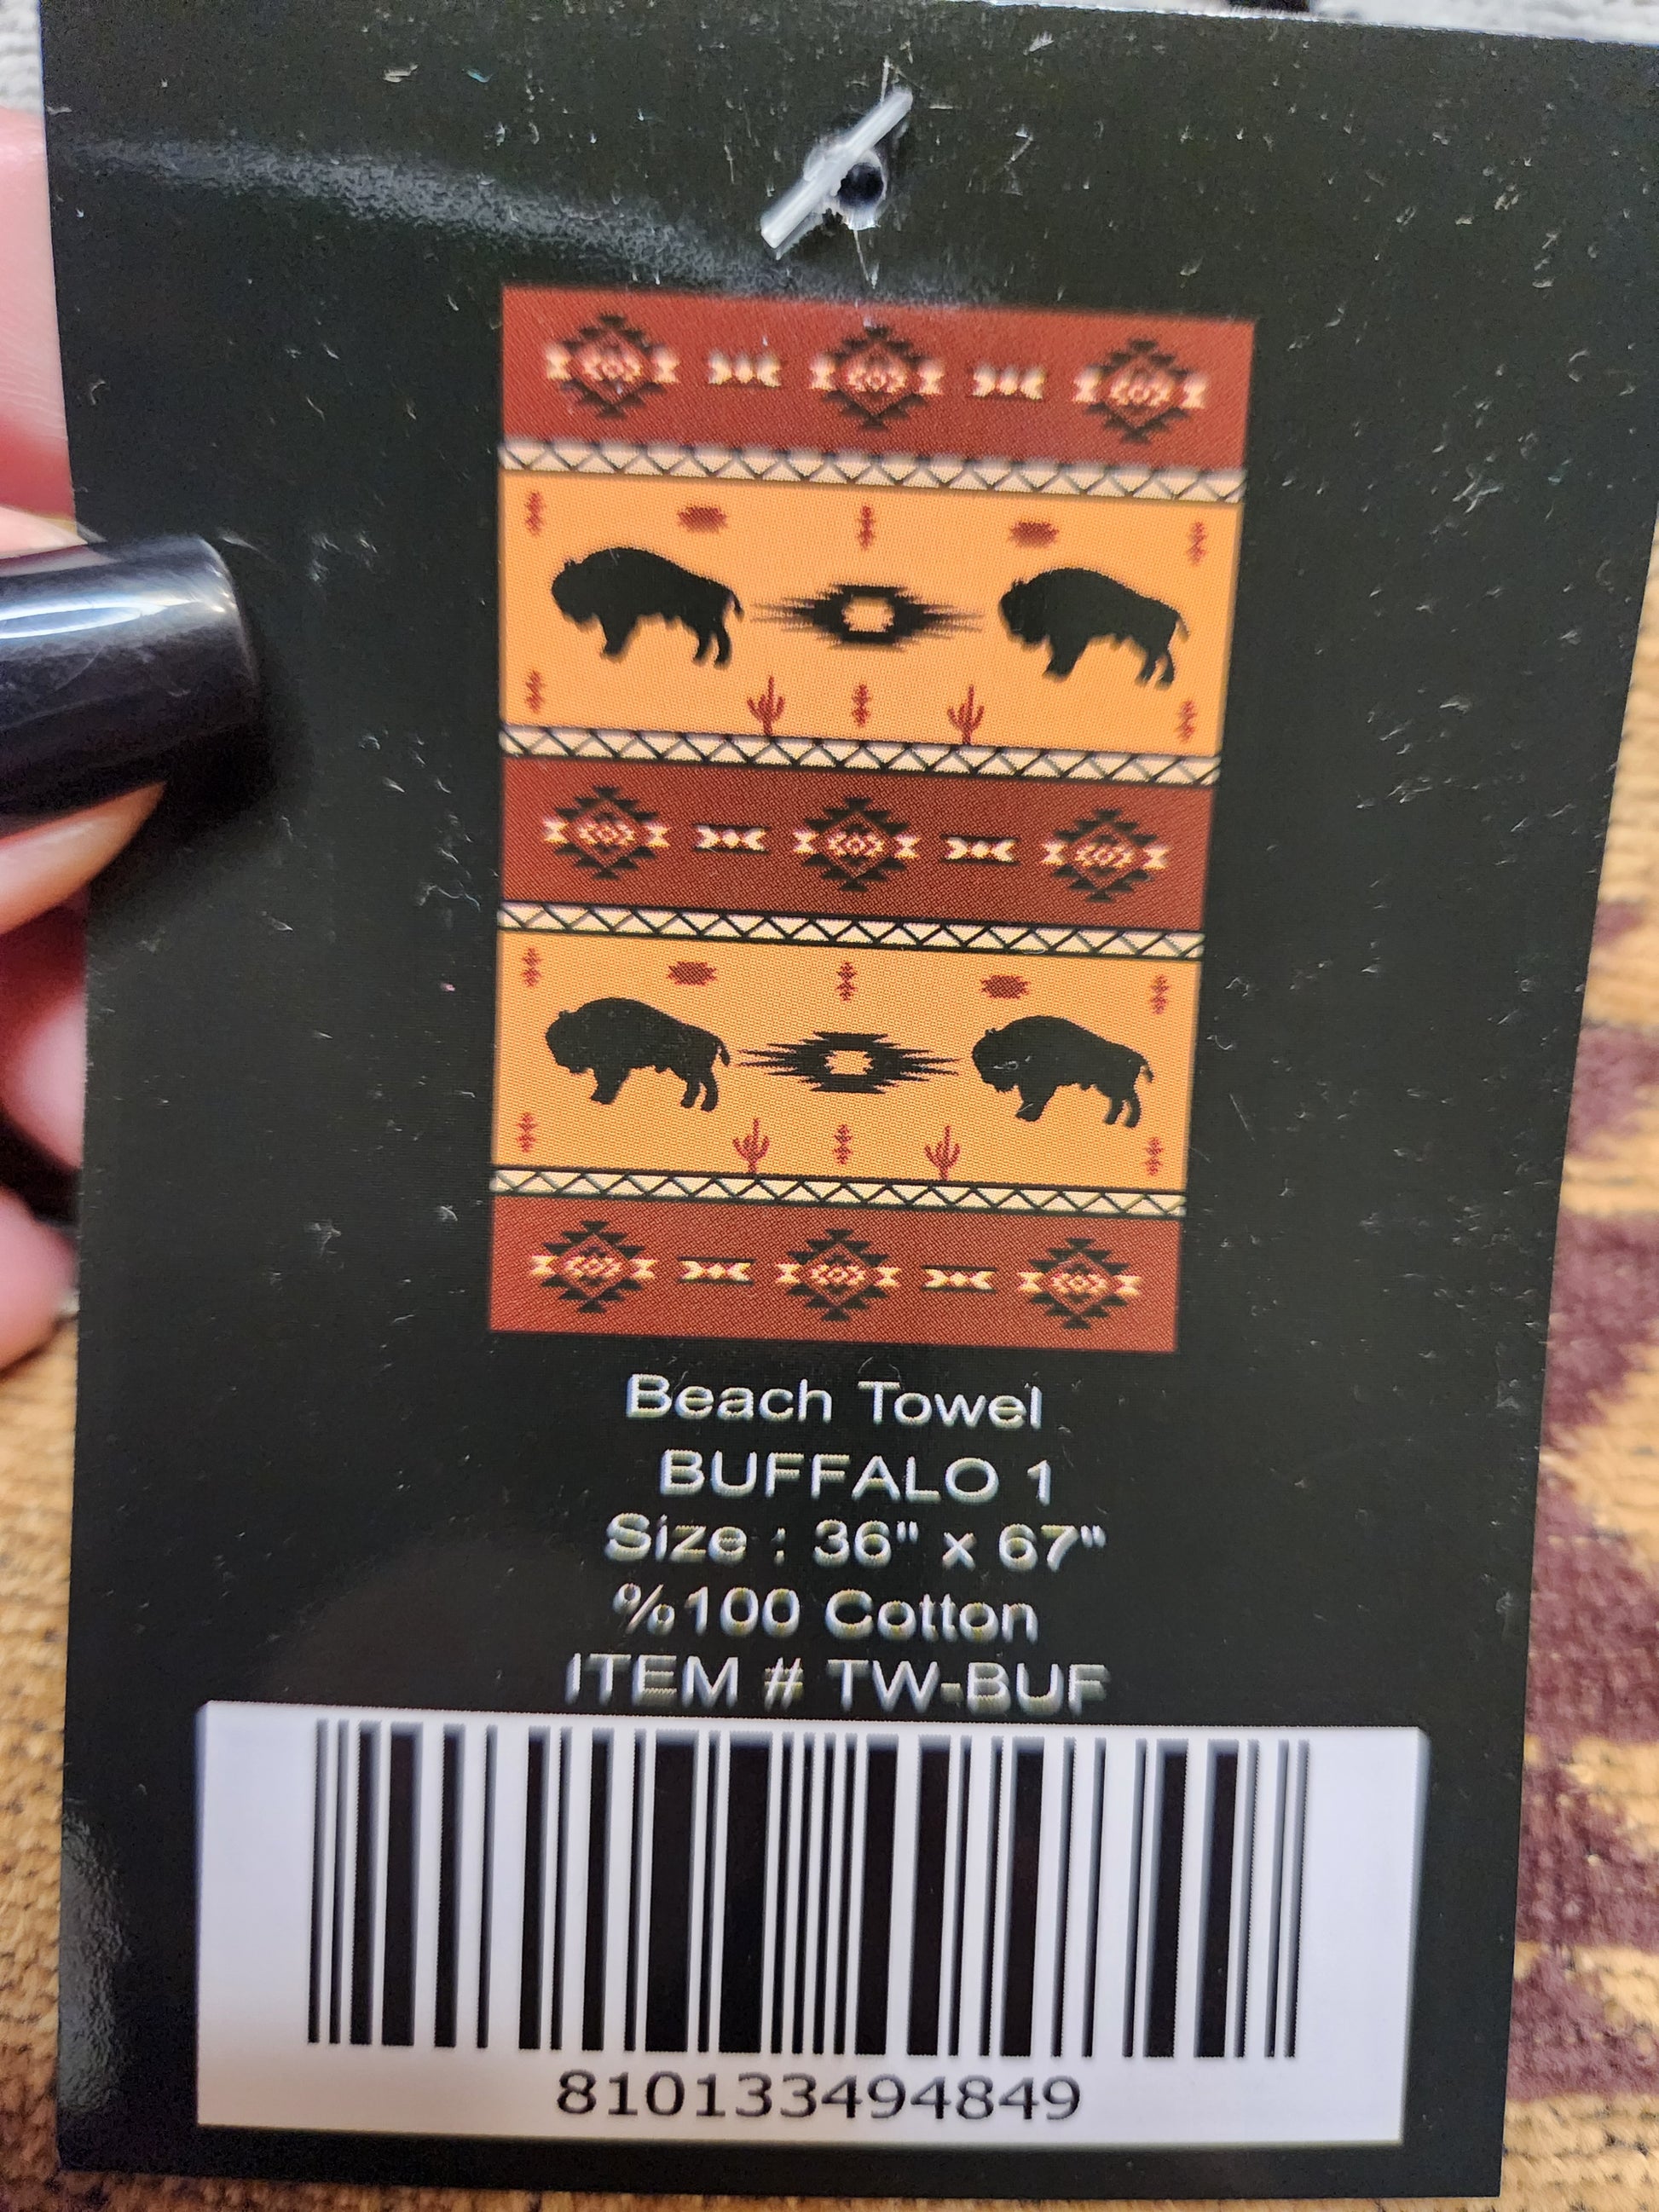 Beach Towel
BUFFALO 1
Size : 36" x 67"
%100 Cotton
ITEM # TW-BUF
810133494849